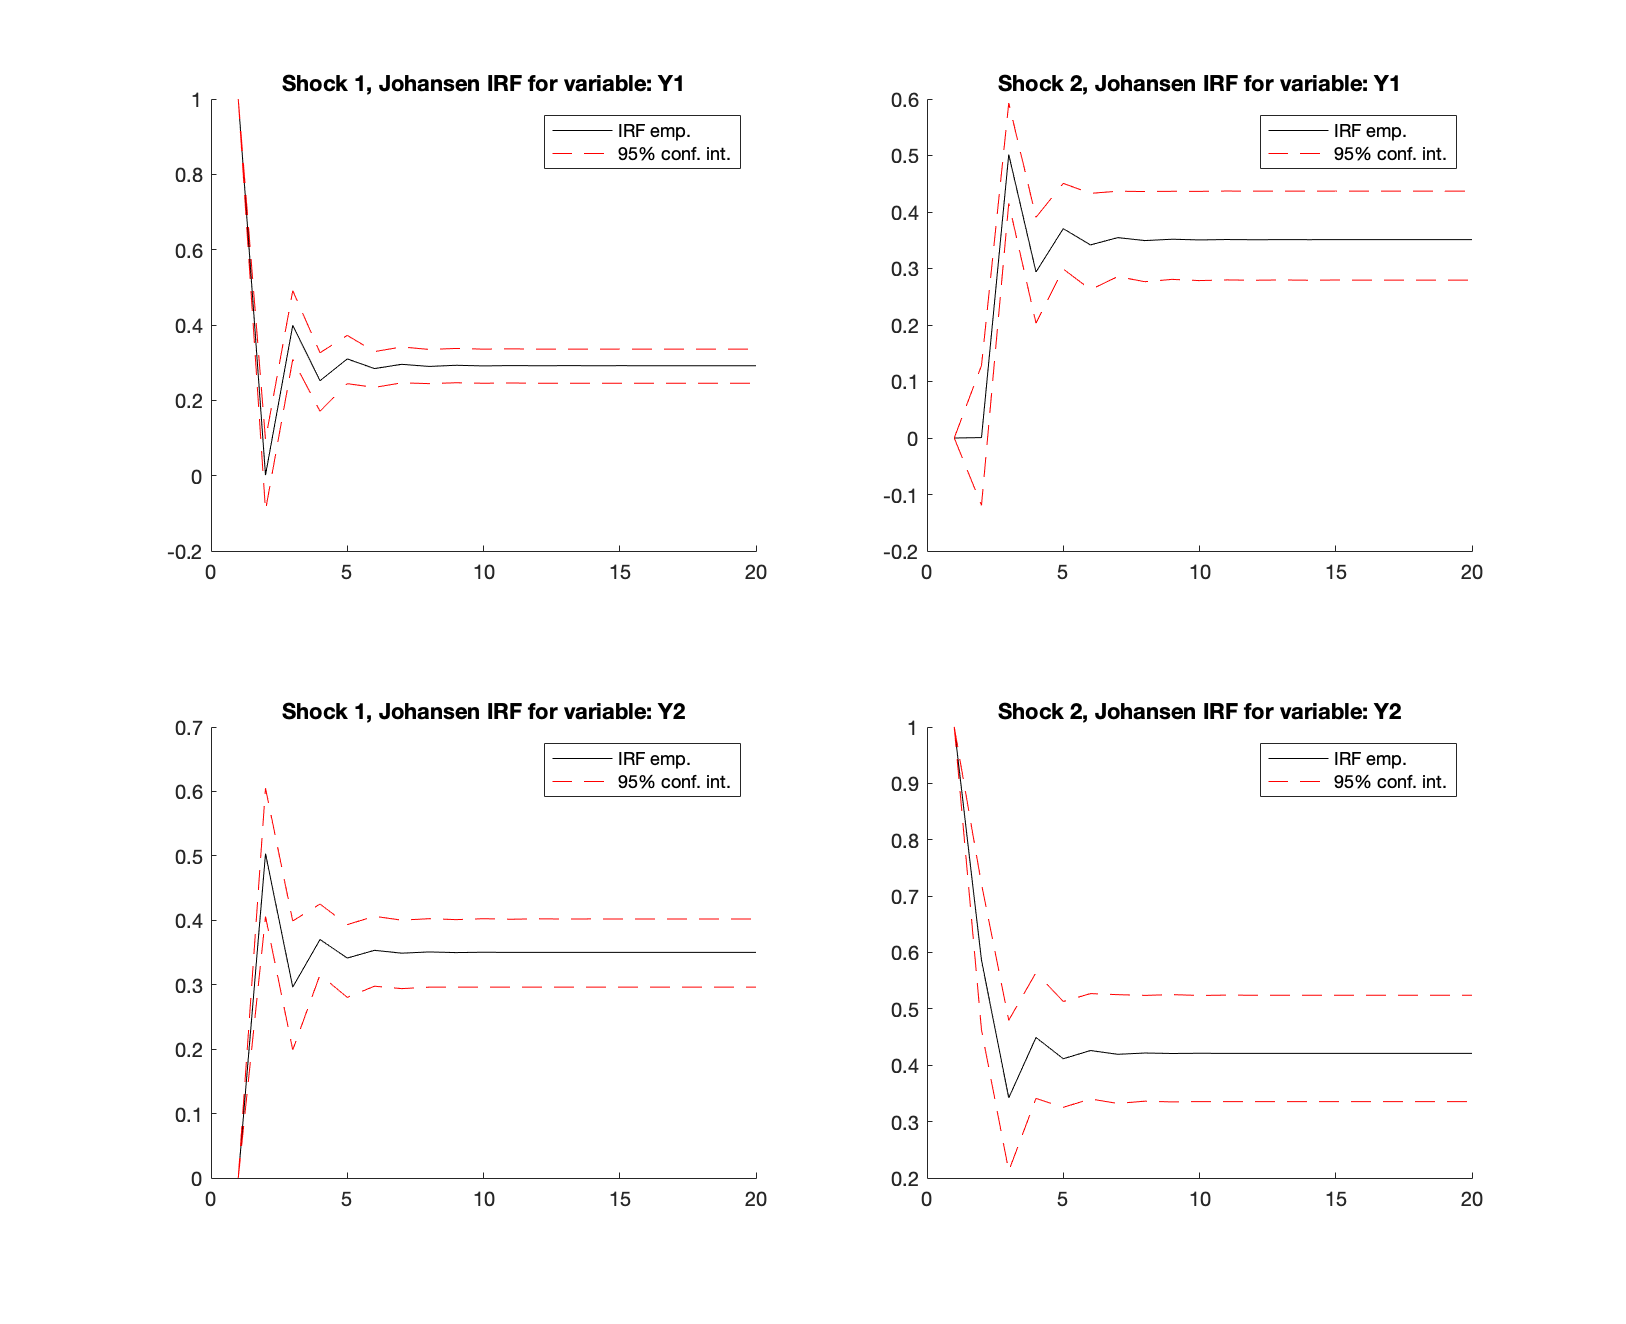 Shock 1, Johansen IRF for variable: Y1
1
0.8
0.6
0.4
0.2
0
-0.2
0 5 10 15 20
IRF emp.
95% conf. int.
Shock 2, Johansen IRF for variable: Y1
0.6
0.5
0.4
0.3
0.2
0.1
0
-0.1
-0.2
0 5 10 15 20
IRF emp.
95% conf. int.
Shock 1, Johansen IRF for variable: Y2
0.7
0.6
0.5
0.4
0.3
0.2
0.1
0
0 5 10 15 20
IRF emp.
95% conf. int.
Shock 2, Johansen IRF for variable: Y2
1
0.9
0.8
0.7
0.6
0.5
0.4
0.3
0.2
0 5 10 15 20
IRF emp.
95% conf. int.